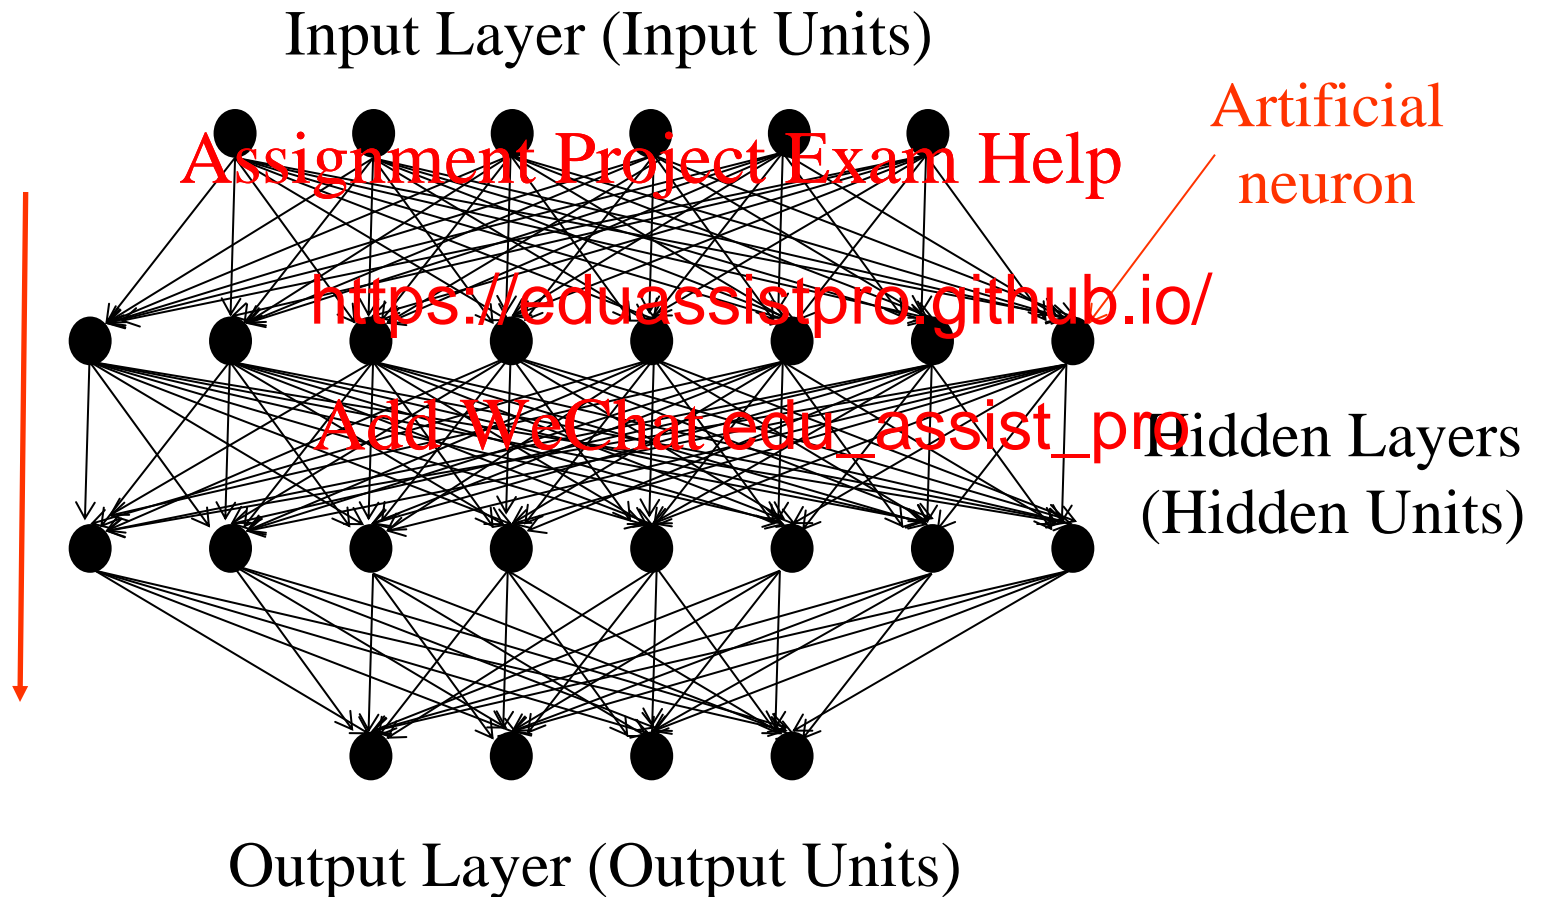 Input Layer (Input Units)
Artificial
neuron
Assignment Project Exam Help
https://eduassistpro.github.io/
Add WeChat edu_assist_pro
Hidden Layers
(Hidden Units)
Output Layer (Output Units)